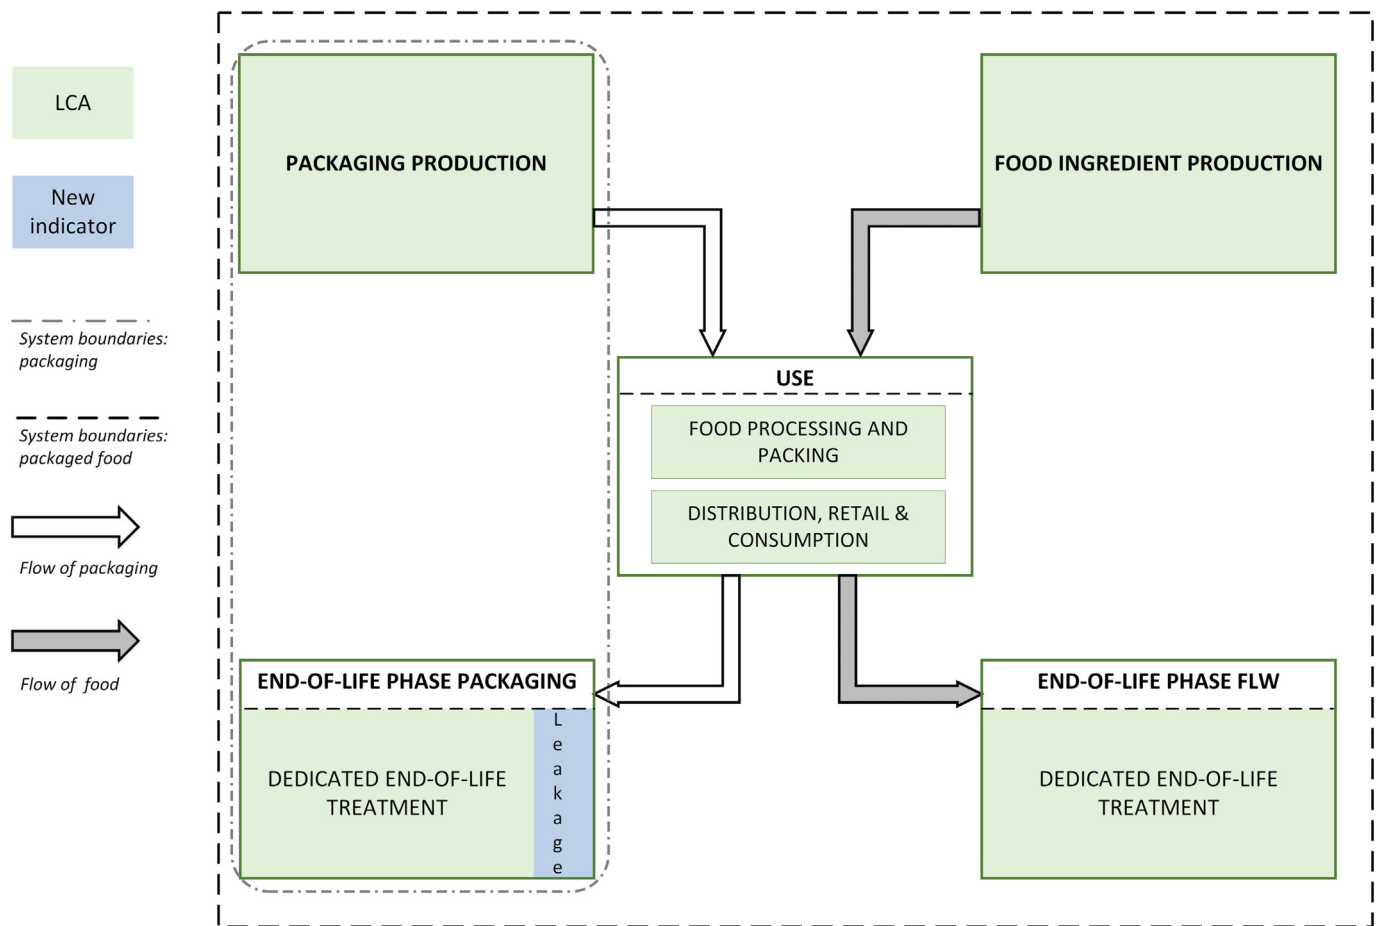 LCA
New
indicator
System boundaries:
packaging
System boundaries:
packaged food
Flow of packaging
Flow of food
PACKAGING PRODUCTION
FOOD INGREDIENT PRODUCTION
USE
FOOD PROCESSING AND
PACKING
DISTRIBUTION, RETAIL &
CONSUMPTION
END-OF-LIFE PHASE PACKAGING
DEDICATED END-OF-LIFE
TREATMENT
Leakage
END-OF-LIFE PHASE FLW
DEDICATED END-OF-LIFE
TREATMENT